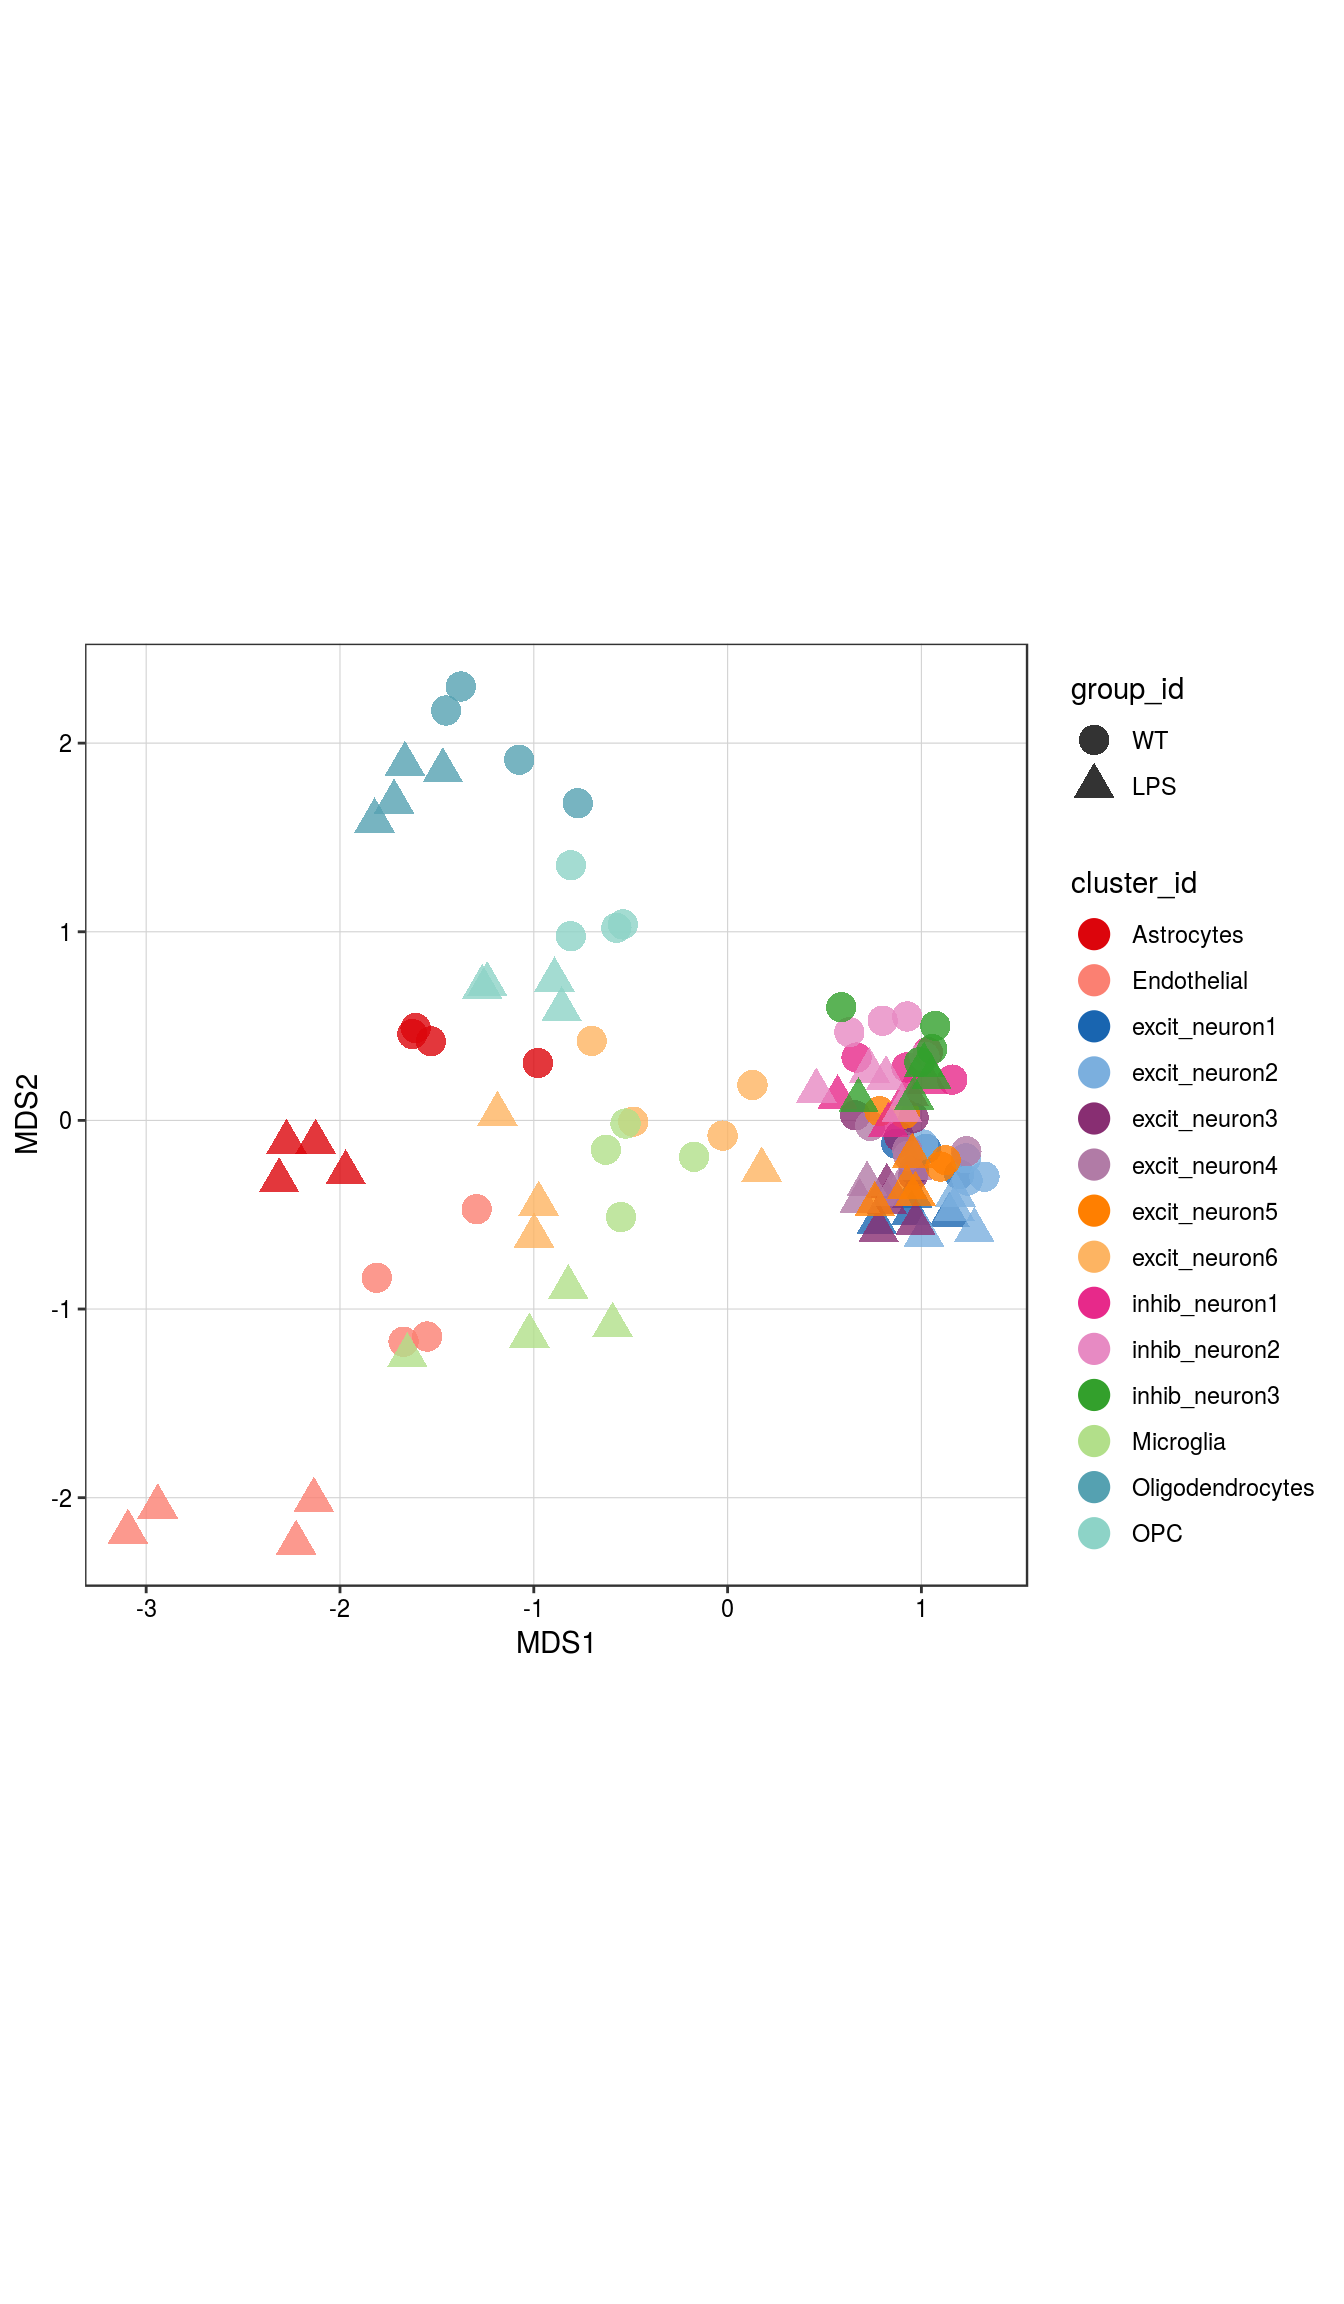 group_id
WT
LPS
cluster_id
Astrocytes
Endothelial
excit_neuron1
excit_neuron2
excit_neuron3
excit_neuron4
excit_neuron5
excit_neuron6
inhib_neuron1
inhib_neuron2
inhib_neuron3
Microglia
Oligodendrocytes
OPC
MDS2
2
1
0
-1
-2
-3
-2
-1
0
1
MDS1